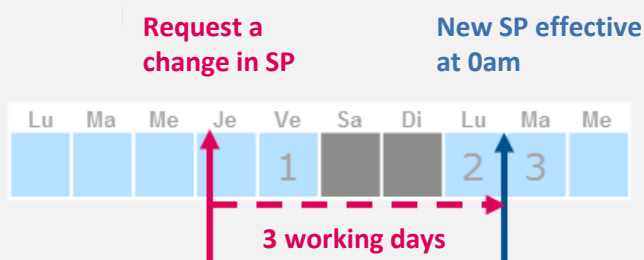 Request a
change in SP
New SP effective
at 0am
Lu Ma Me Je Ve Sa Di Lu Ma Me
1 2 3
3 working days